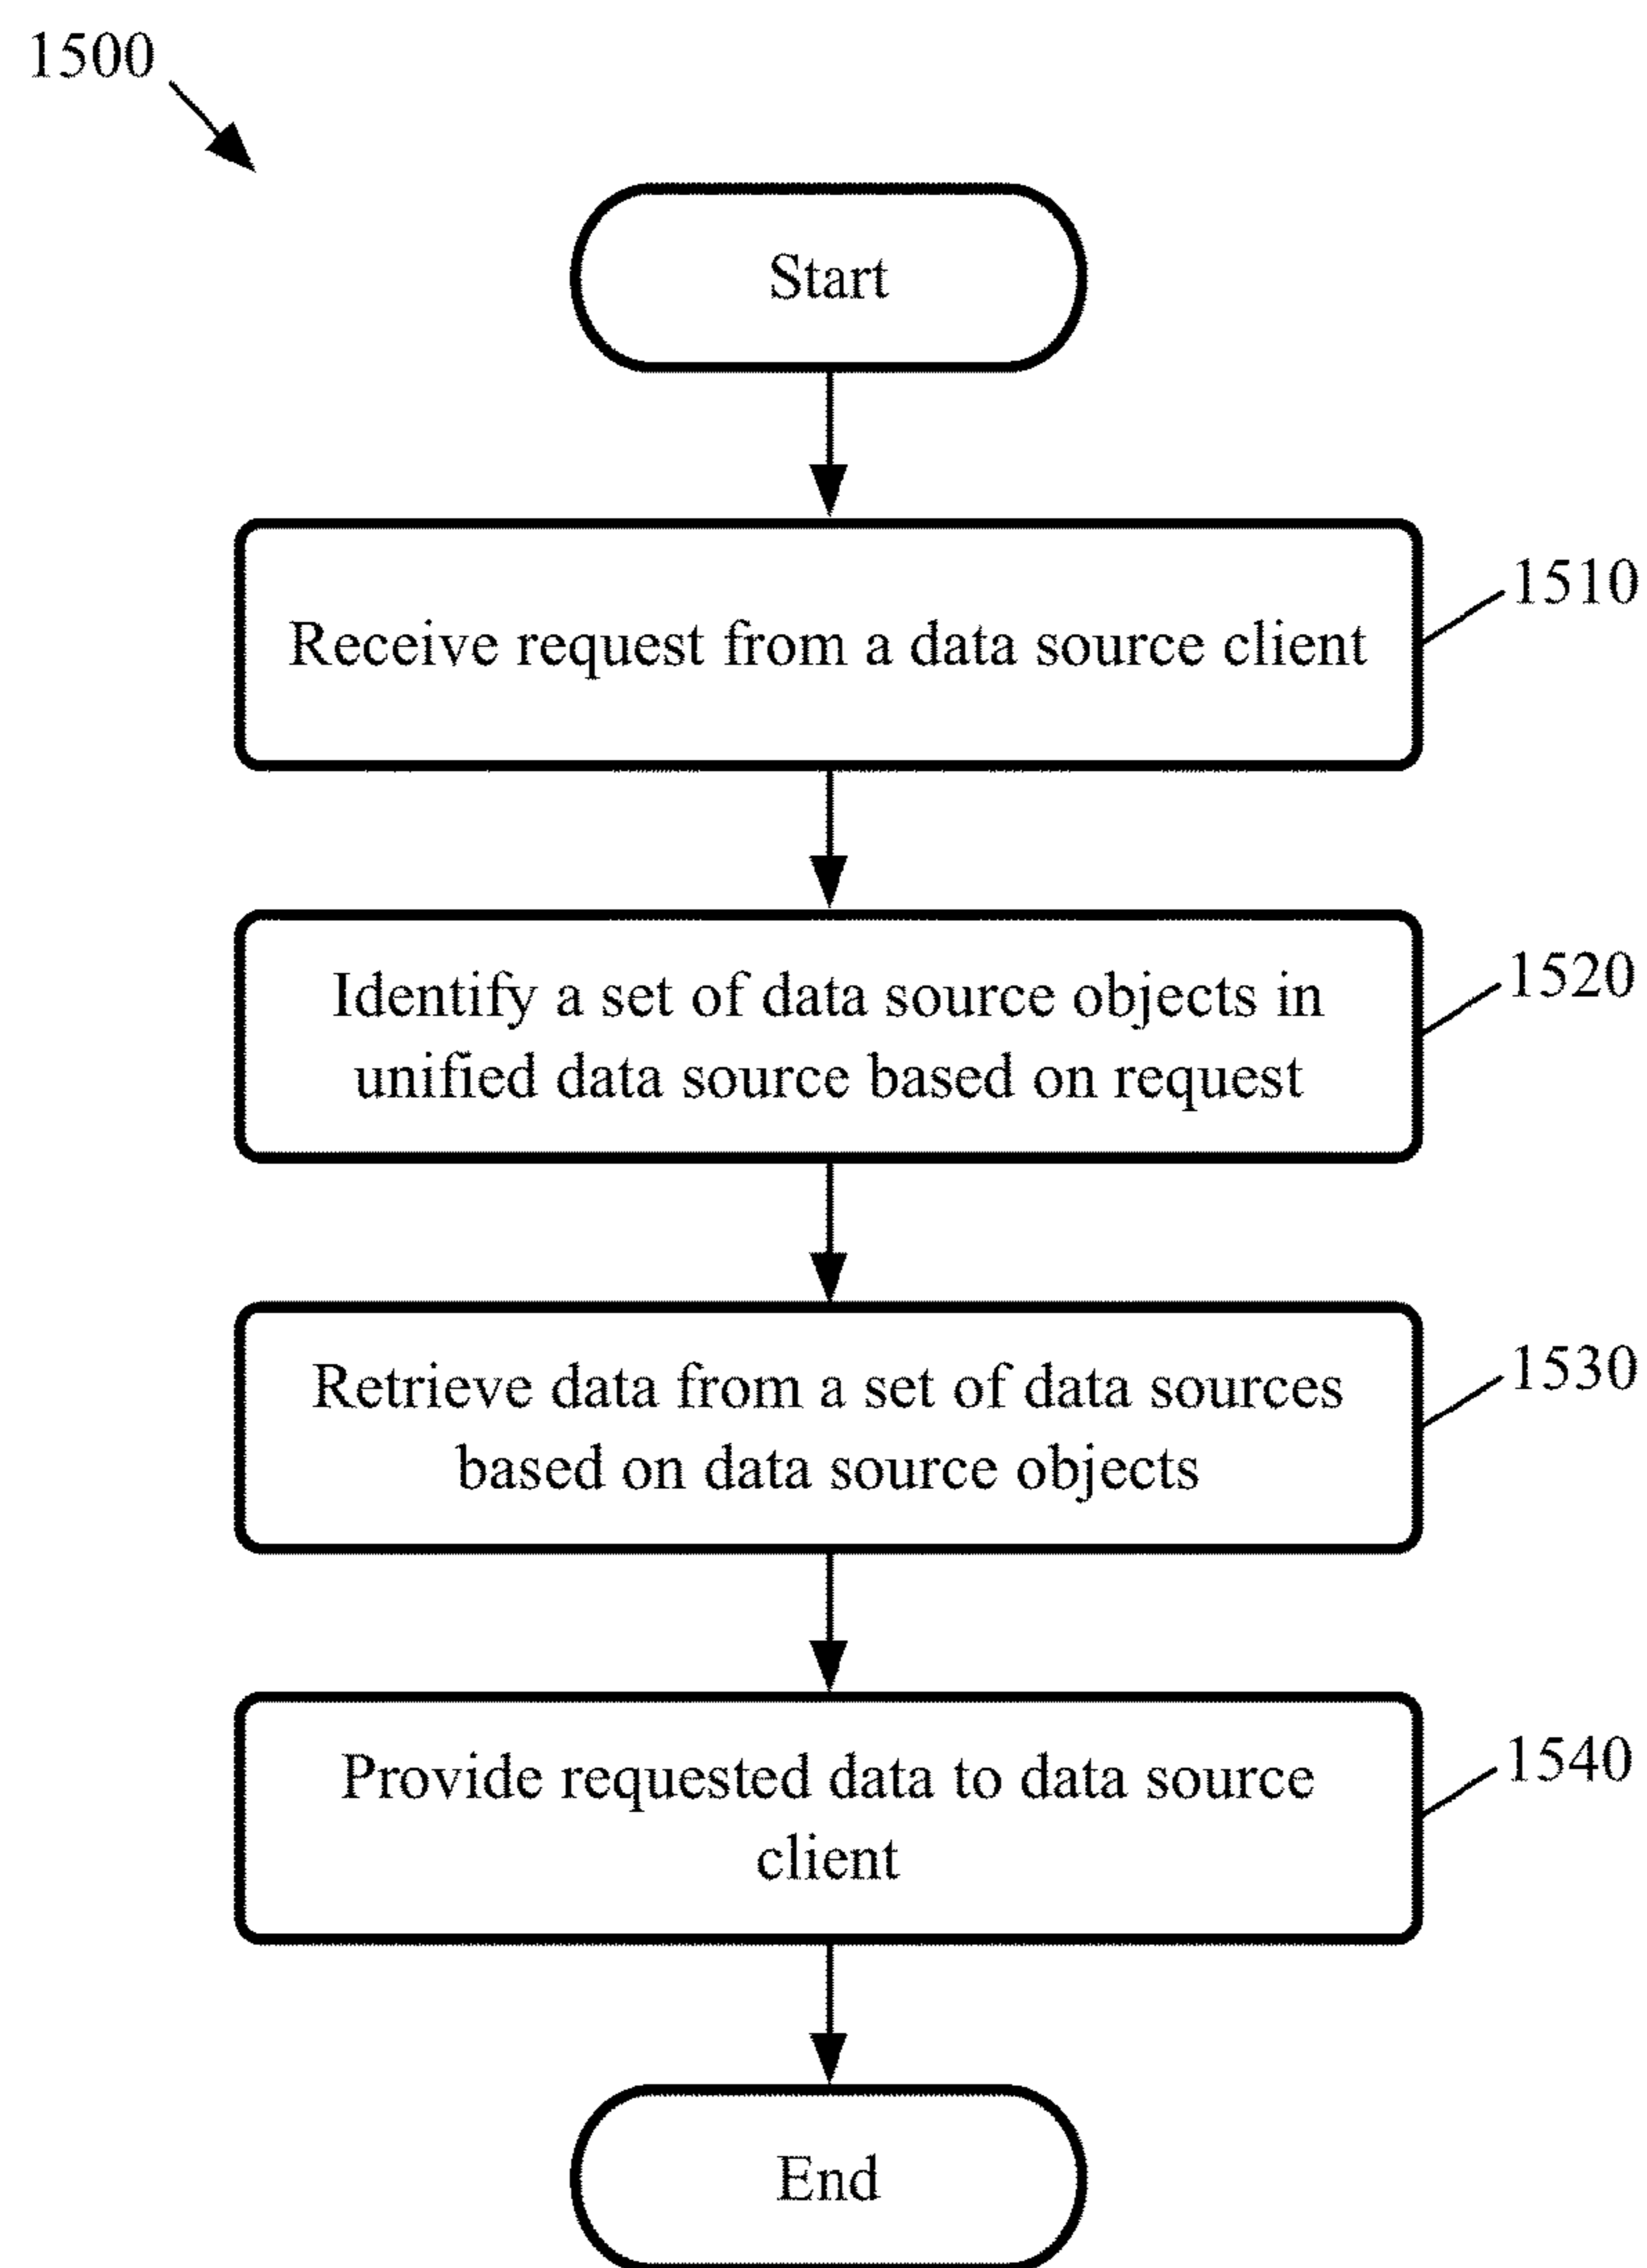 1500
Start
Receive request from a data source client
1510
Identify a set of data source objects in
unified data source based on request
1520
Retrieve data from a set of data sources
based on data source objects
1530
Provide requested data to data source
client
1540
End